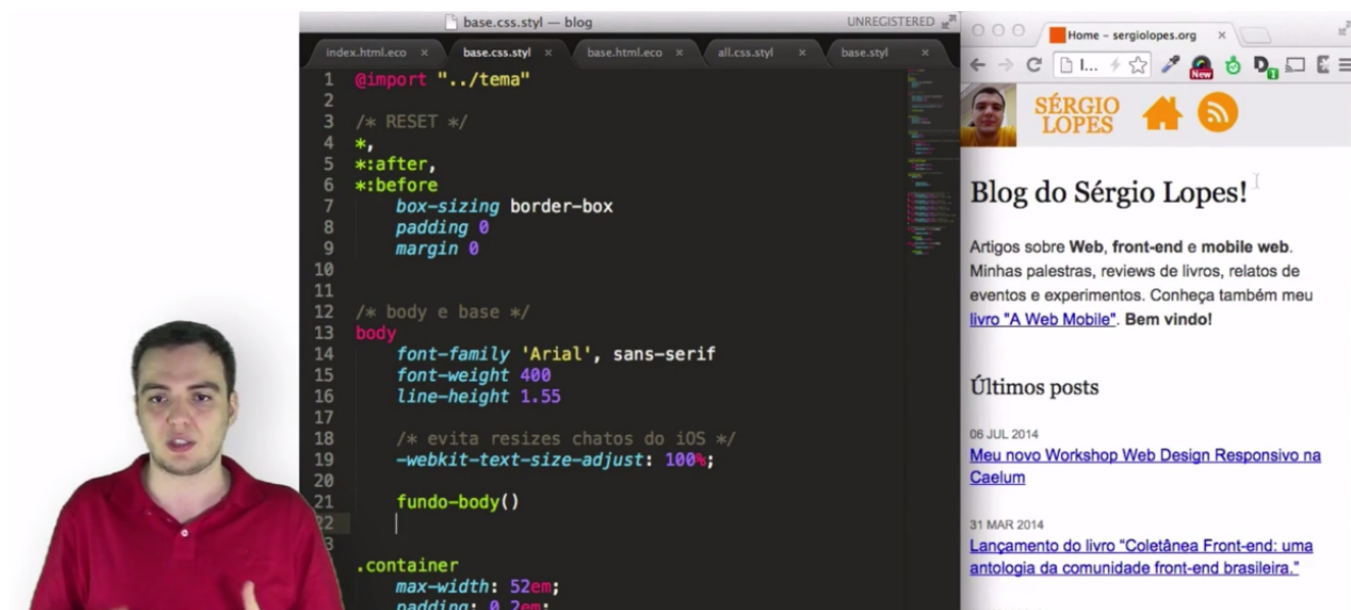 base.css.styl — blog
UNREGISTERED
index.html.eco ×
base.css.styl ×
base.html.eco ×
all.css.styl ×
base.styl ×
1 @import "../tema"
2
3 /* RESET */
4 *,
5 *:after,
6 *:before
7 box-sizing border-box
8 padding 0
9 margin 0
10
11
12 /* body e base */
13 body
14 font-family 'Arial', sans-serif
15 font-weight 400
16 line-height 1.55
17
18 /* evita resizes chatos do iOS */
19 -webkit-text-size-adjust: 100%;
20
21 fundo-body()
22
3
.container
max-width: 52em;
padding: 0.2em;
Home - sergiolopes.org ×
l...
New
D 1
SÉRGIO
LOPES
Blog do Sérgio Lopes!
Artigos sobre Web, front-end e mobile web.
Minhas palestras, reviews de livros, relatos de
eventos e experimentos. Conheça também meu
livro "A Web Mobile". Bem vindo!
Últimos posts
06 JUL 2014
Meu novo Workshop Web Design Responsivo na
Caelum
31 MAR 2014
Lançamento do livro “Coletânea Front-end: uma
antologia da comunidade front-end brasileira.”